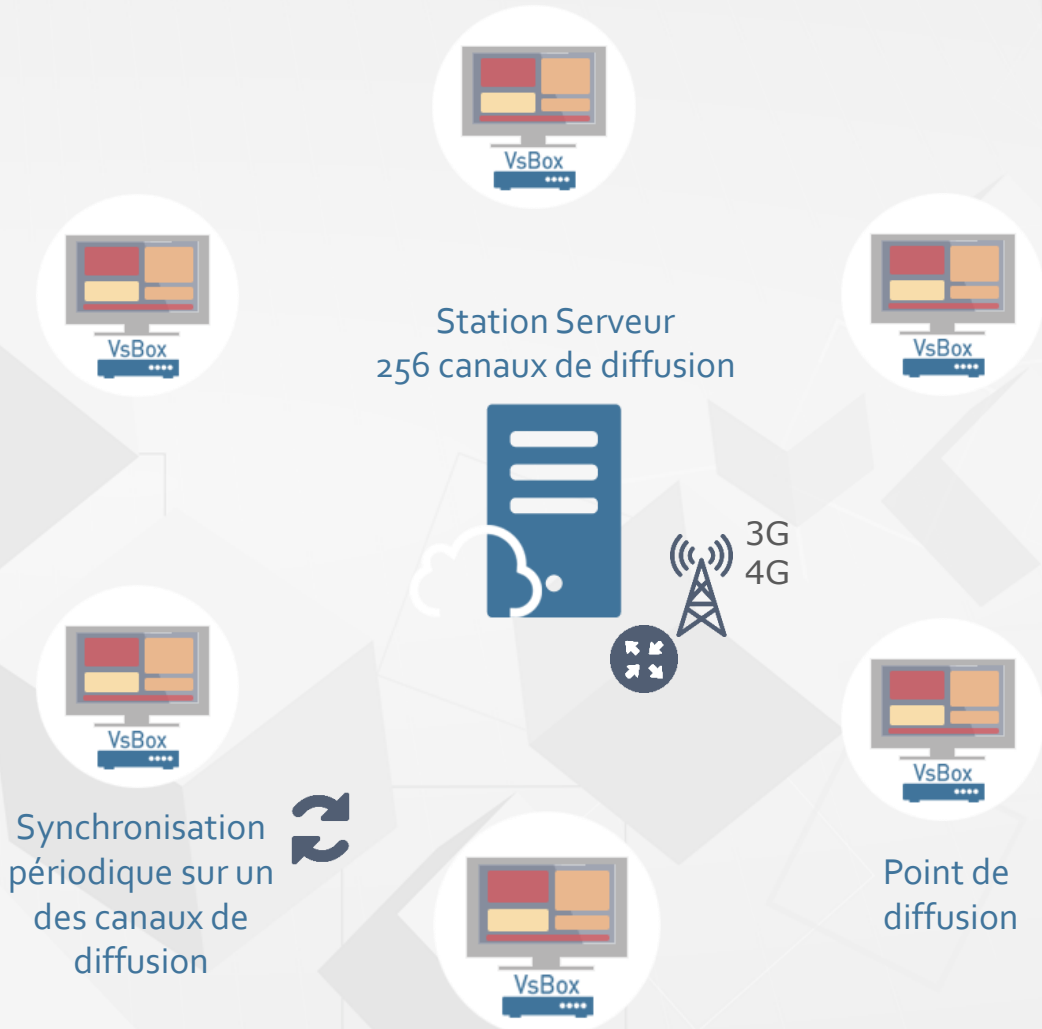 VsBox
VsBox
VsBox
Station Serveur
256 canaux de diffusion
3G
4G
VsBox
VsBox
Synchronisation
périodique sur un
des canaux de
diffusion
Point de
diffusion
VsBox